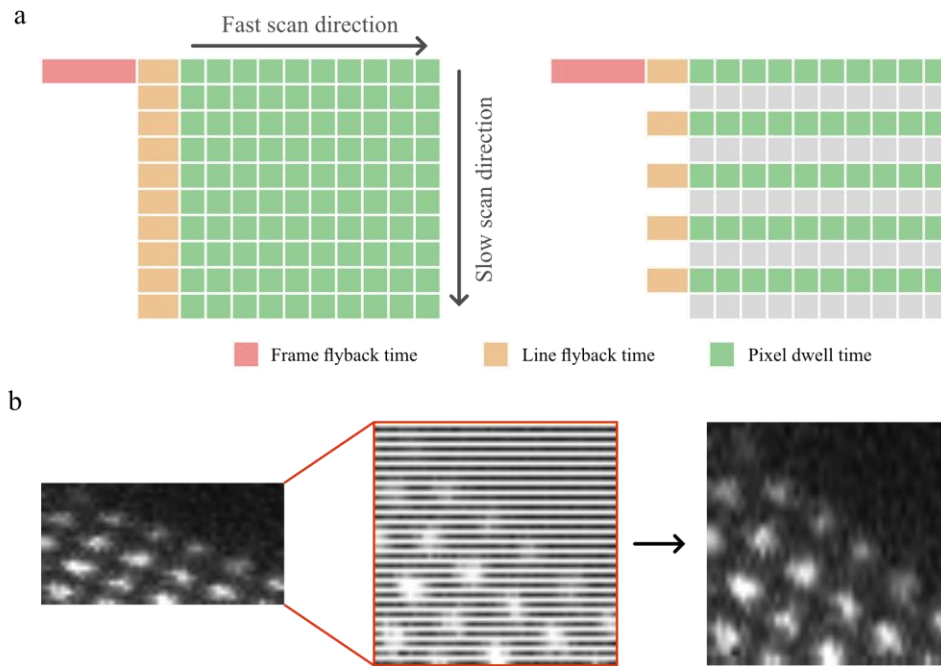 a
Fast scan direction
Slow scan direction
Frame flyback time
Line flyback time
Pixel dwell time
b